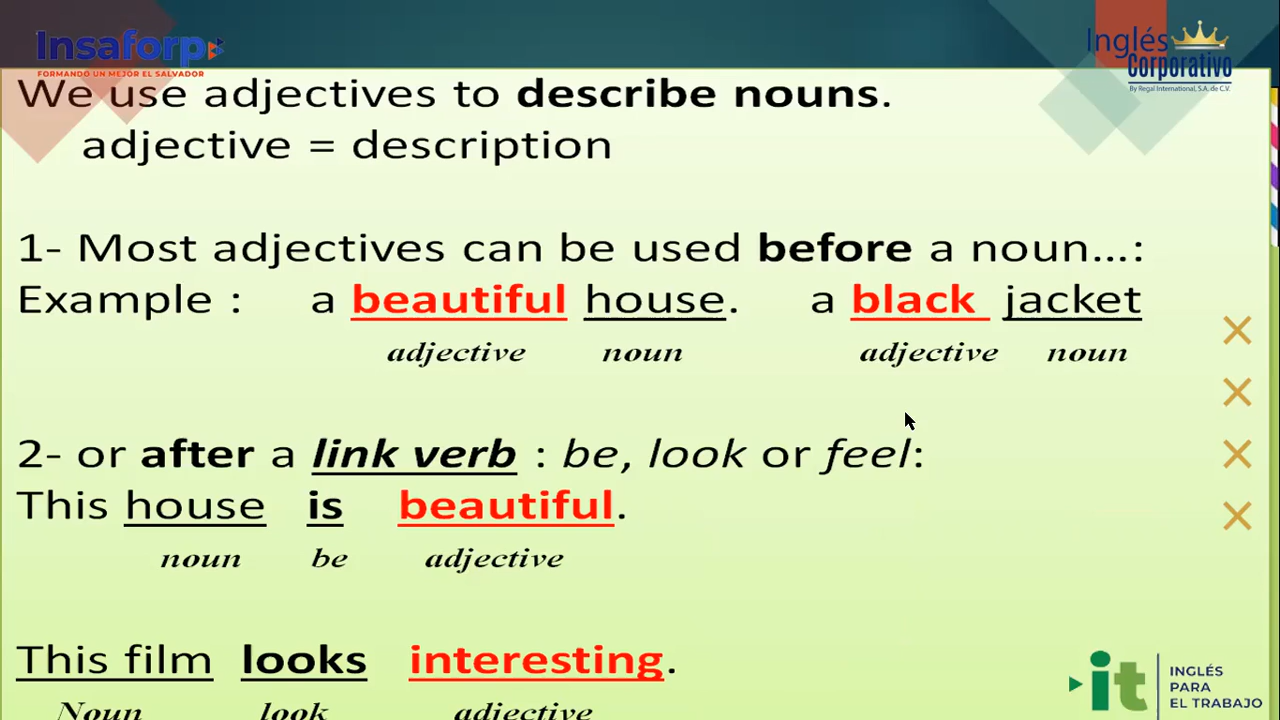 Insaforp
FORMANDO UN MEJOR EL SALVADOR
Inglés
Corporativo
By Regal International, S.A. de C.V.
We use adjectives to describe nouns.
adjective = description
1- Most adjectives can be used before a noun...:
Example : a beautiful house. a black jacket
adjective noun adjective noun
2- or after a link verb : be, look or feel:
This house is beautiful.
noun be adjective
This film looks interesting.
Noun look adjective
it INGLÉS
PARA
EL TRABAJO